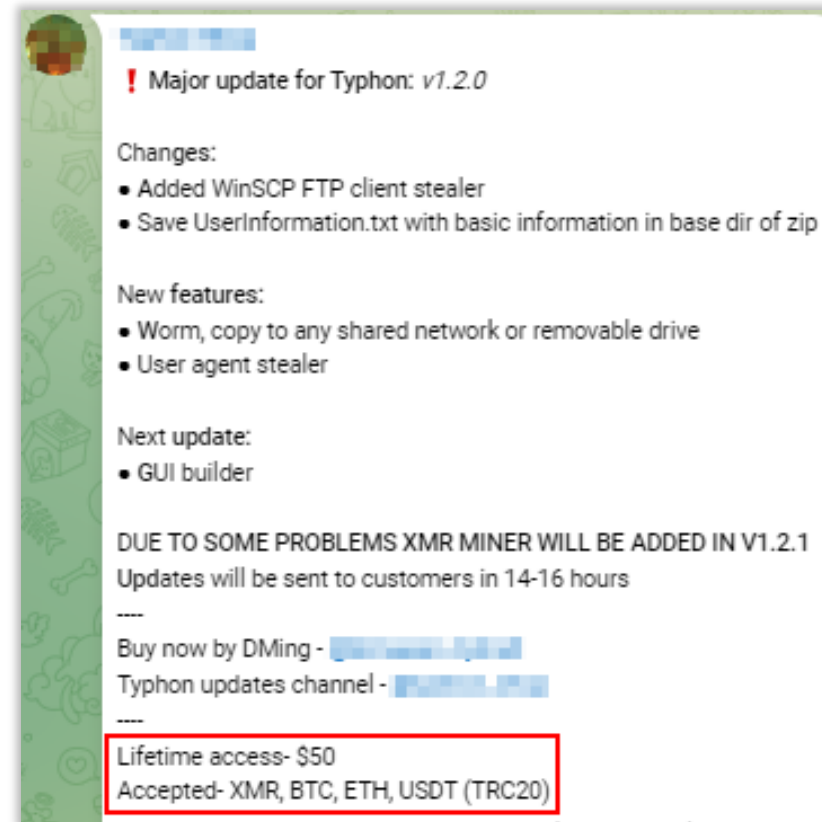 ❗ Major update for Typhon: v1.2.0
Changes:
● Added WinSCP FTP client stealer
● Save UserInformation.txt with basic information in base dir of zip
New features:
● Worm, copy to any shared network or removable drive
● User agent stealer
Next update:
● GUI builder
DUE TO SOME PROBLEMS XMR MINER WILL BE ADDED IN V1.2.1
Updates will be sent to customers in 14-16 hours
----
Buy now by DMing -
Typhon updates channel -
----
Lifetime access- $50
Accepted- XMR, BTC, ETH, USDT (TRC20)